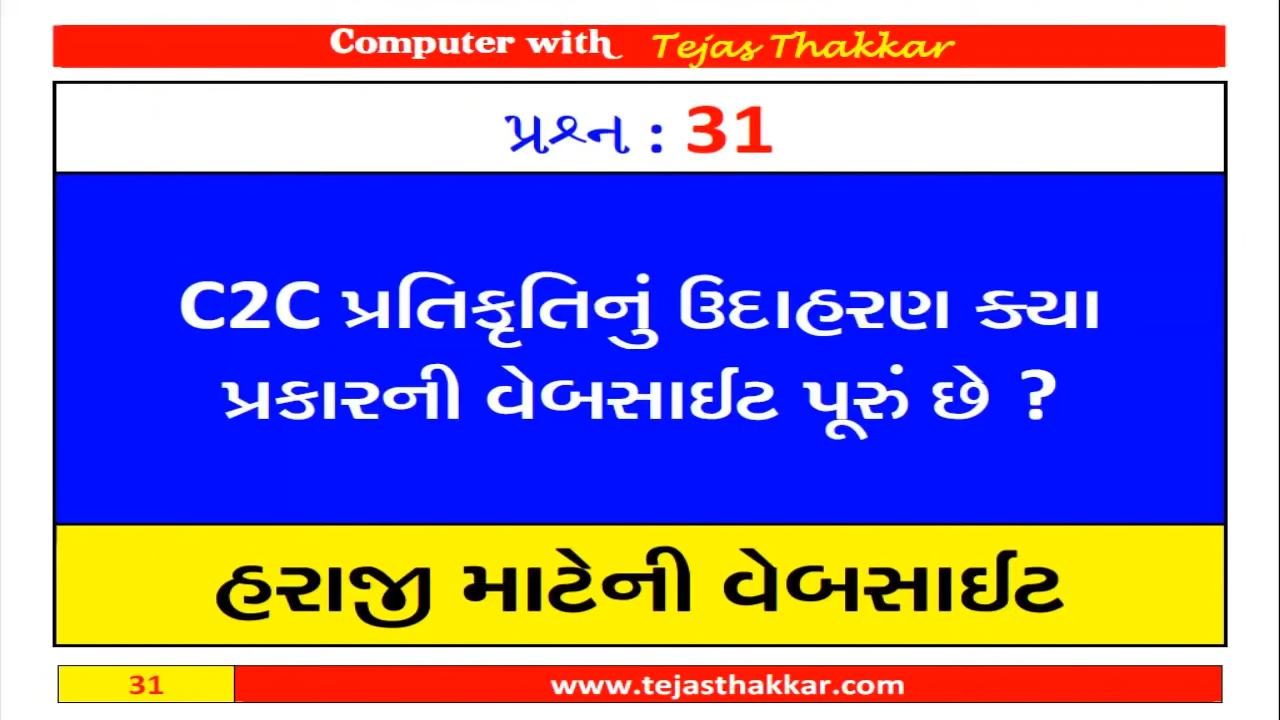 Computer with Tejas Thakkar
પ્રશ્ન : 31
C2C પ્રતિકૃતિનું ઉદાહરણ ક્યા
પ્રકારની વેબસાઈટ પૂરું છે ?
હરાજી માટેની વેબસાઈટ
31 www.tejasthakkar.com